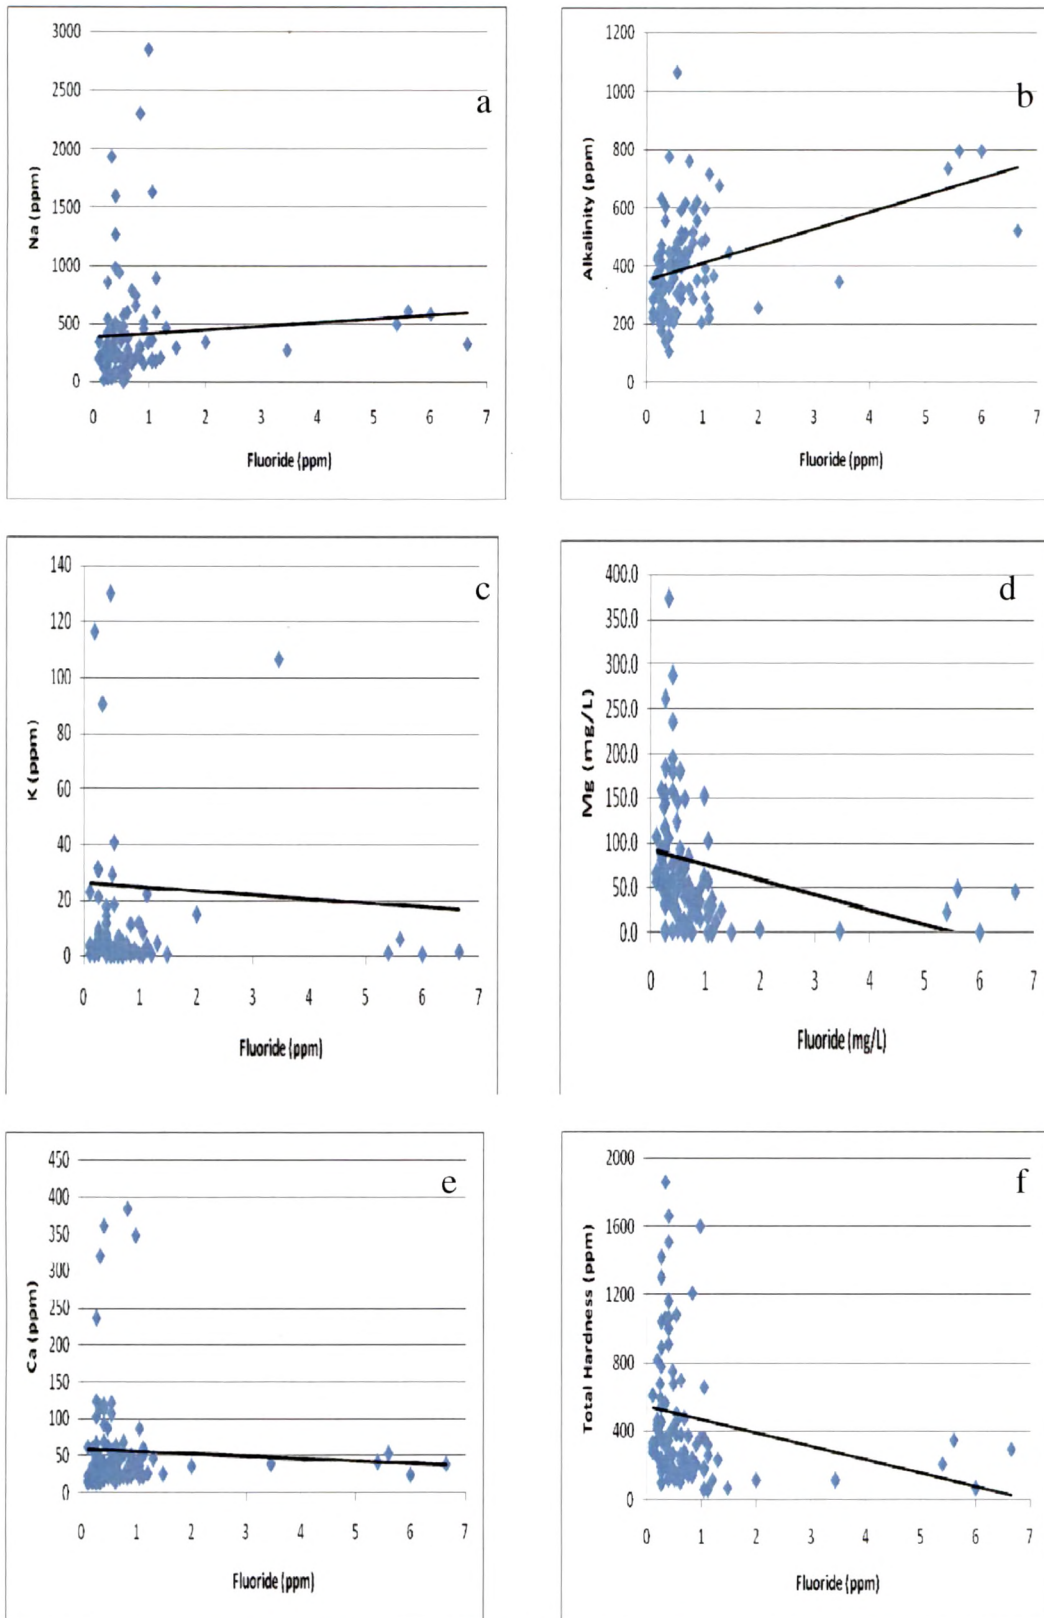 a
Na (ppm)
3000
2500
2000
1500
1000
500
0
0 1 2 3 4 5 6 7
Fluoride (ppm)
b
Alkalinity (ppm)
1200
1000
800
600
400
200
0
0 1 2 3 4 5 6 7
Fluoride (ppm)
c
K (ppm)
140
120
100
80
60
40
20
0
0 1 2 3 4 5 6 7
Fluoride (ppm)
d
Mg (mg/L)
400.0
350.0
300.0
250.0
200.0
150.0
100.0
50.0
0.0
0 1 2 3 4 5 6 7
Fluoride (mg/L)
e
Ca (ppm)
450
400
350
300
250
200
150
100
50
0
0 1 2 3 4 5 6 7
Fluoride (ppm)
f
Total Hardness (ppm)
2000
1600
1200
800
400
0
0 1 2 3 4 5 6 7
Fluoride (ppm)